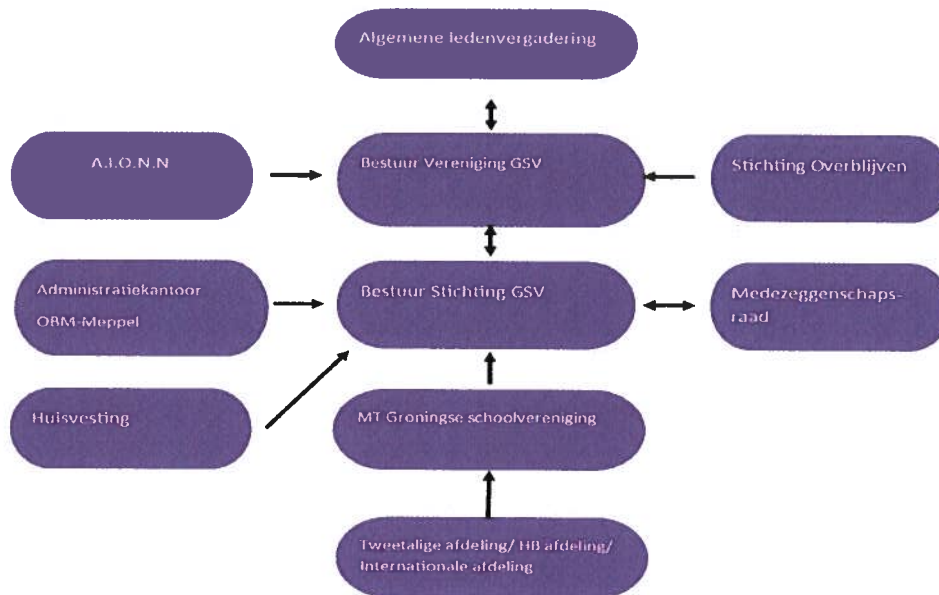 Algemene ledenvergadering
A.I.O.N.N
Bestuur Vereniging GSV
Stichting Overblijven
Administratiekantoor
OBM-Meppel
Bestuur Stichting GSV
Medezeggenschaps-
raad
Huisvesting
MT Groningse schoolvereniging
Tweetalige afdeling/ HB afdeling/
Internationale afdeling